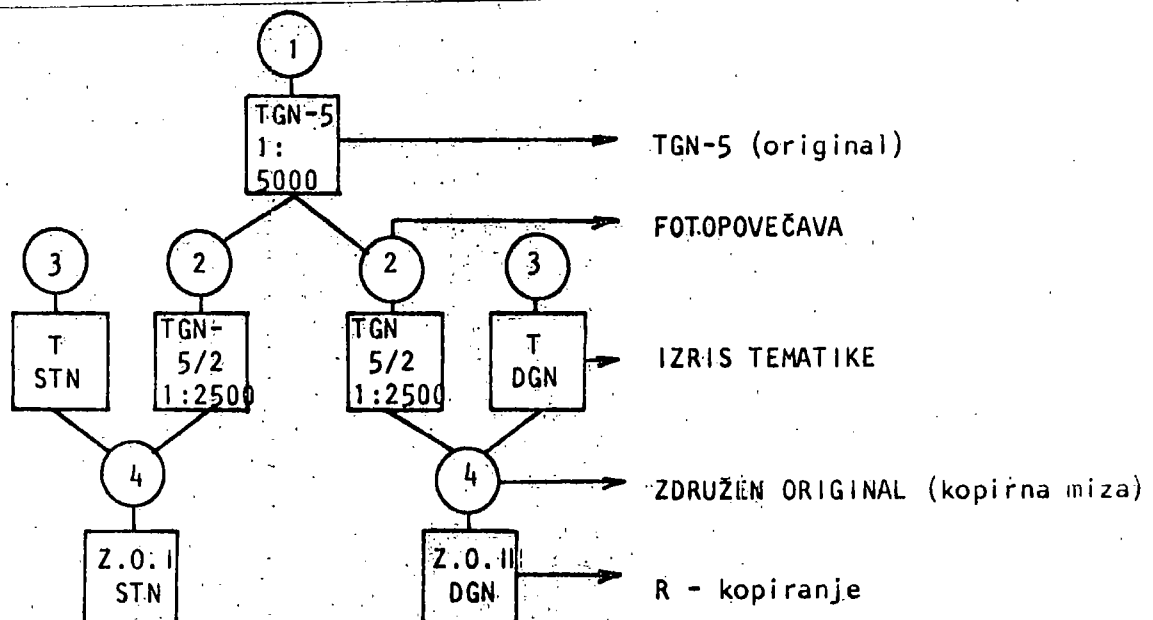 1
TGN-5
1:
5000
TGN-5 (original)
FOTOPOVEČAVA
3
2
2
3
T
STN
TGN-
5/2
1:2500
TGN
5/2
1:2500
T
DGN
IZRIS TEMATIKE
4
4
ZDRUŽEN ORIGINAL (kopirna miza)
Z.O. I
STN
Z.O. II
DGN
R - kopiranje